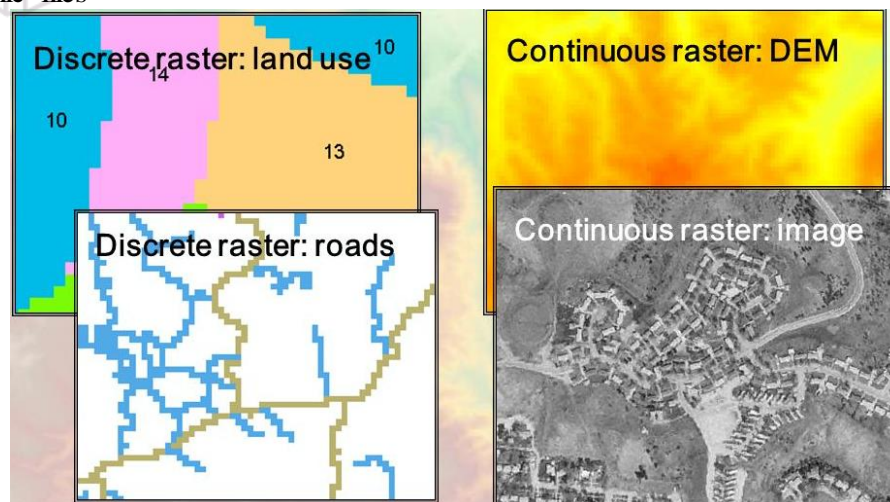 Discrete raster: land use
10
14
10
13
Continuous raster: DEM
Discrete raster: roads
Continuous raster: image